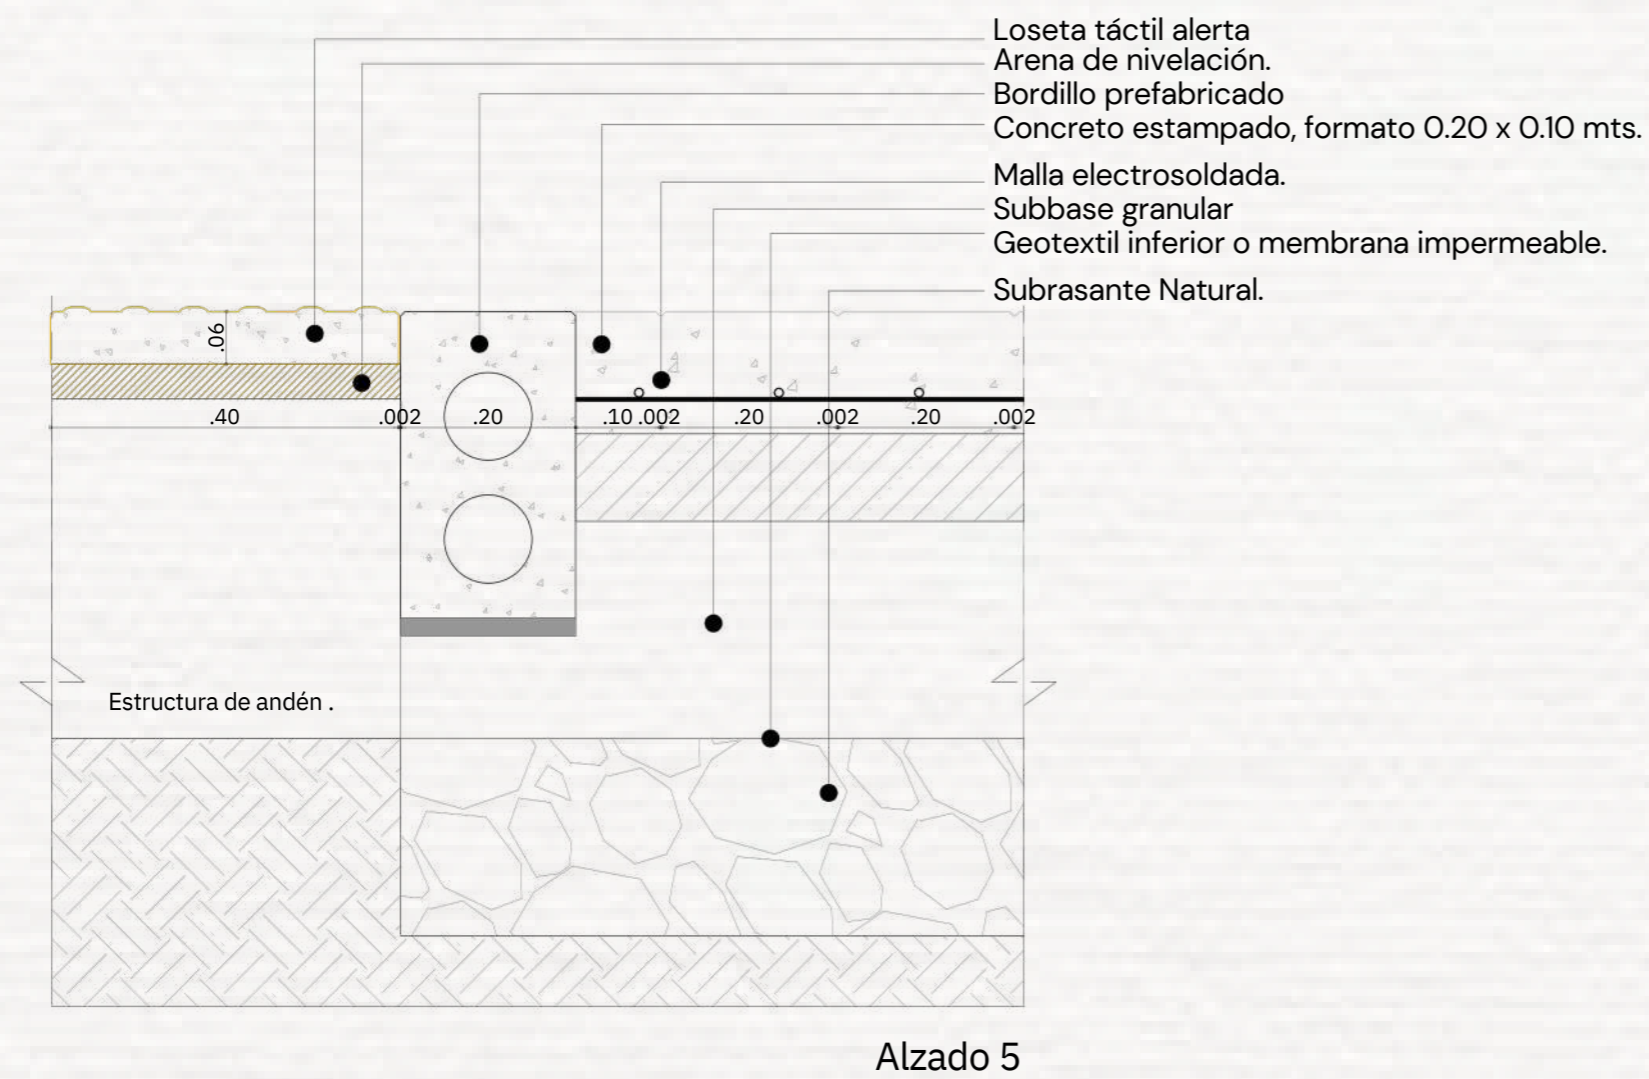 Loseta táctil alerta
Arena de nivelación.
Bordillo prefabricado
Concreto estampado, formato 0.20 x 0.10 mts.
Malla electrosoldada.
Subbase granular
Geotextil inferior o membrana impermeable.
Subrasante Natural.
.06
.40 .002 .20 .10 .002 .20 .002 .20 .002
Estructura de andén .
Alzado 5